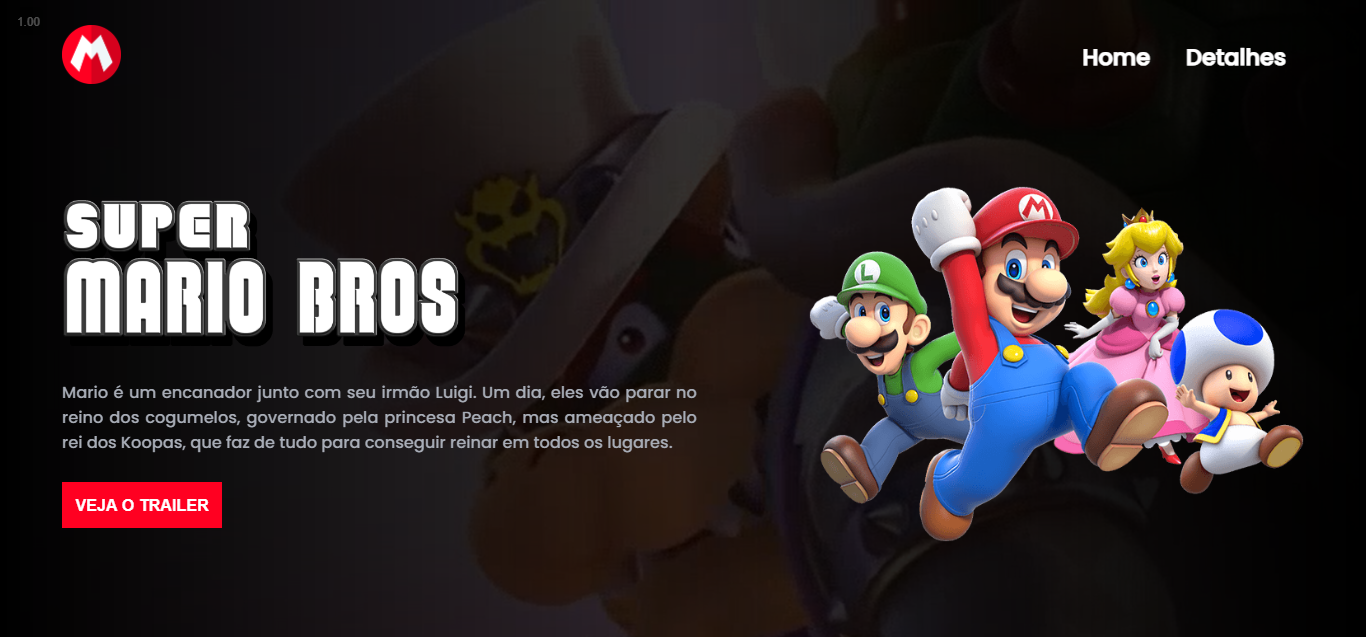 1.00
M
Home Detalhes
SUPER
MARIO BROS
M
L
Mario é um encanador junto com seu irmão Luigi. Um dia, eles vão parar no
reino dos cogumelos, governado pela princesa Peach, mas ameaçado pelo
rei dos Koopas, que faz de tudo para conseguir reinar em todos os lugares.
VEJA O TRAILER